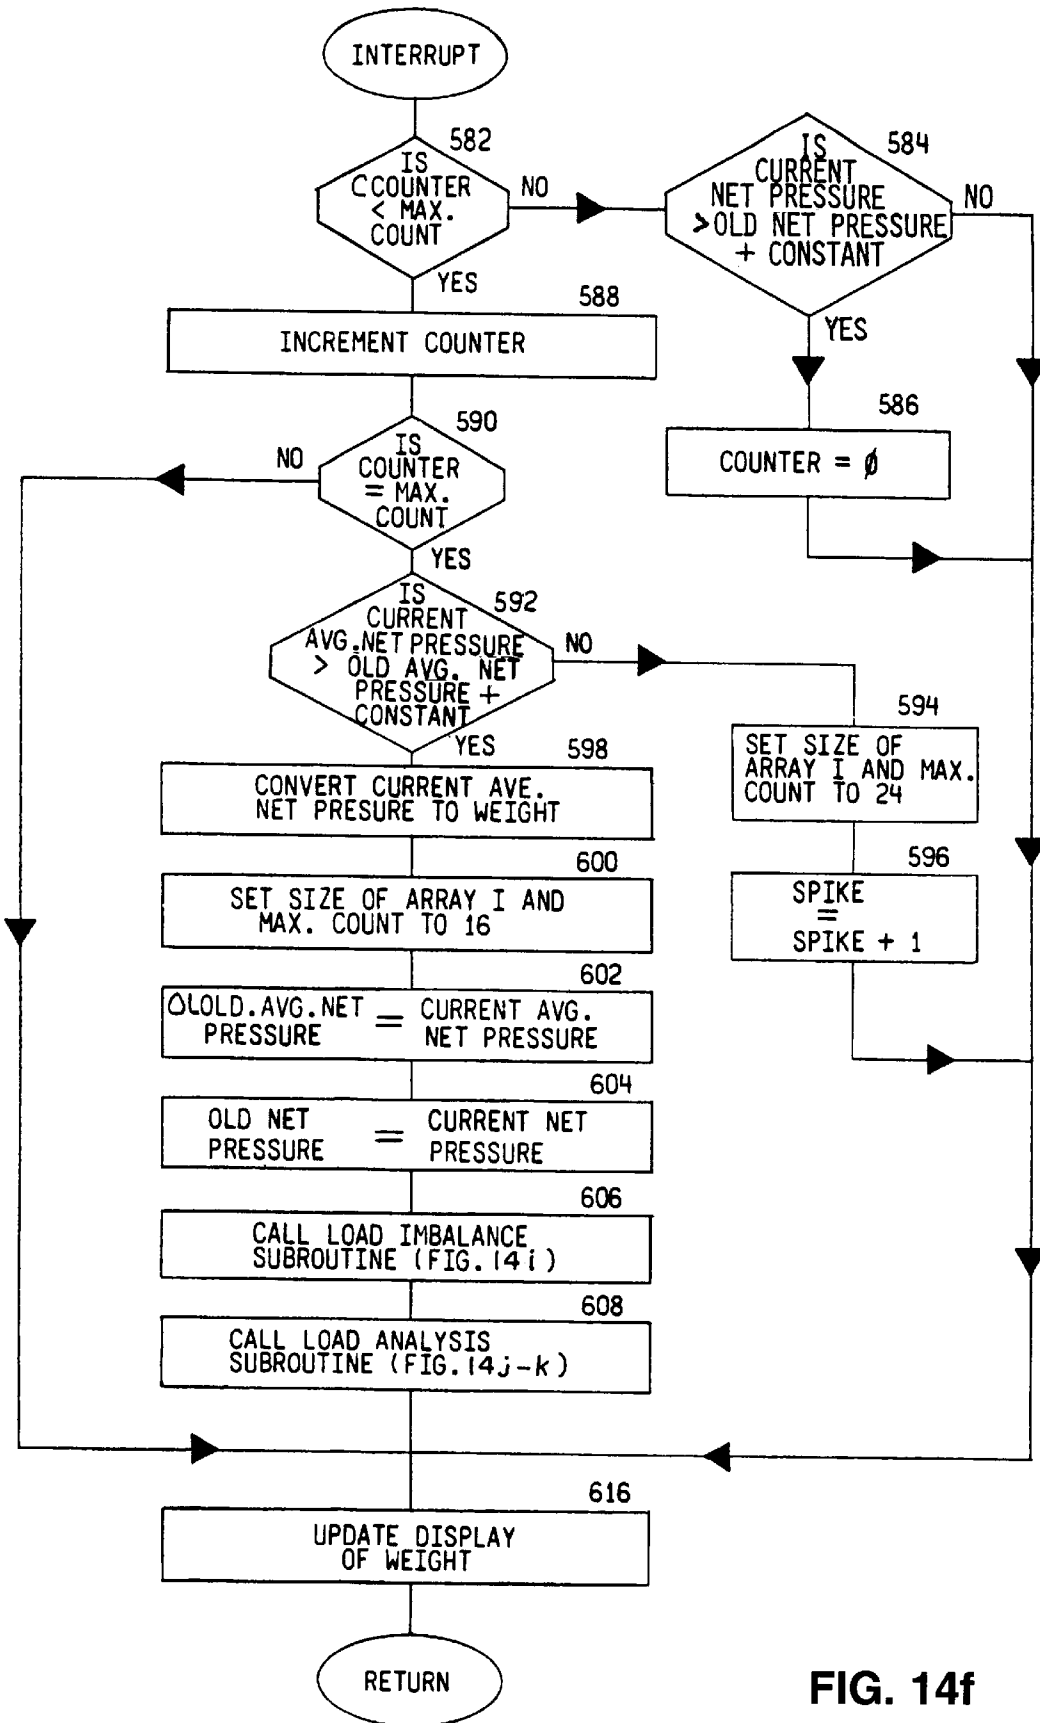 INTERRUPT
582
IS
CCOUNTER
< MAX.
COUNT
NO
YES
584
IS
CURRENT
NET PRESSURE
>OLD NET PRESSURE
+ CONSTANT
NO
YES
588
INCREMENT COUNTER
586
COUNTER = ø
590
IS
COUNTER
= MAX.
COUNT
NO
YES
592
IS
CURRENT
AVG.NET PRESSURE
> OLD AVG. NET
PRESSURE +
CONSTANT
NO
YES
594
SET SIZE OF
ARRAY I AND MAX.
COUNT TO 24
596
SPIKE
=
SPIKE + 1
598
CONVERT CURRENT AVE.
NET PRESURE TO WEIGHT
600
SET SIZE OF ARRAY I AND
MAX. COUNT TO 16
602
OLOLD.AVG.NET PRESSURE = CURRENT AVG. NET PRESSURE
604
OLD NET PRESSURE = CURRENT NET PRESSURE
606
CALL LOAD IMBALANCE
SUBROUTINE (FIG.14i)
608
CALL LOAD ANALYSIS
SUBROUTINE (FIG.14j-k)
616
UPDATE DISPLAY
OF WEIGHT
RETURN
FIG. 14f